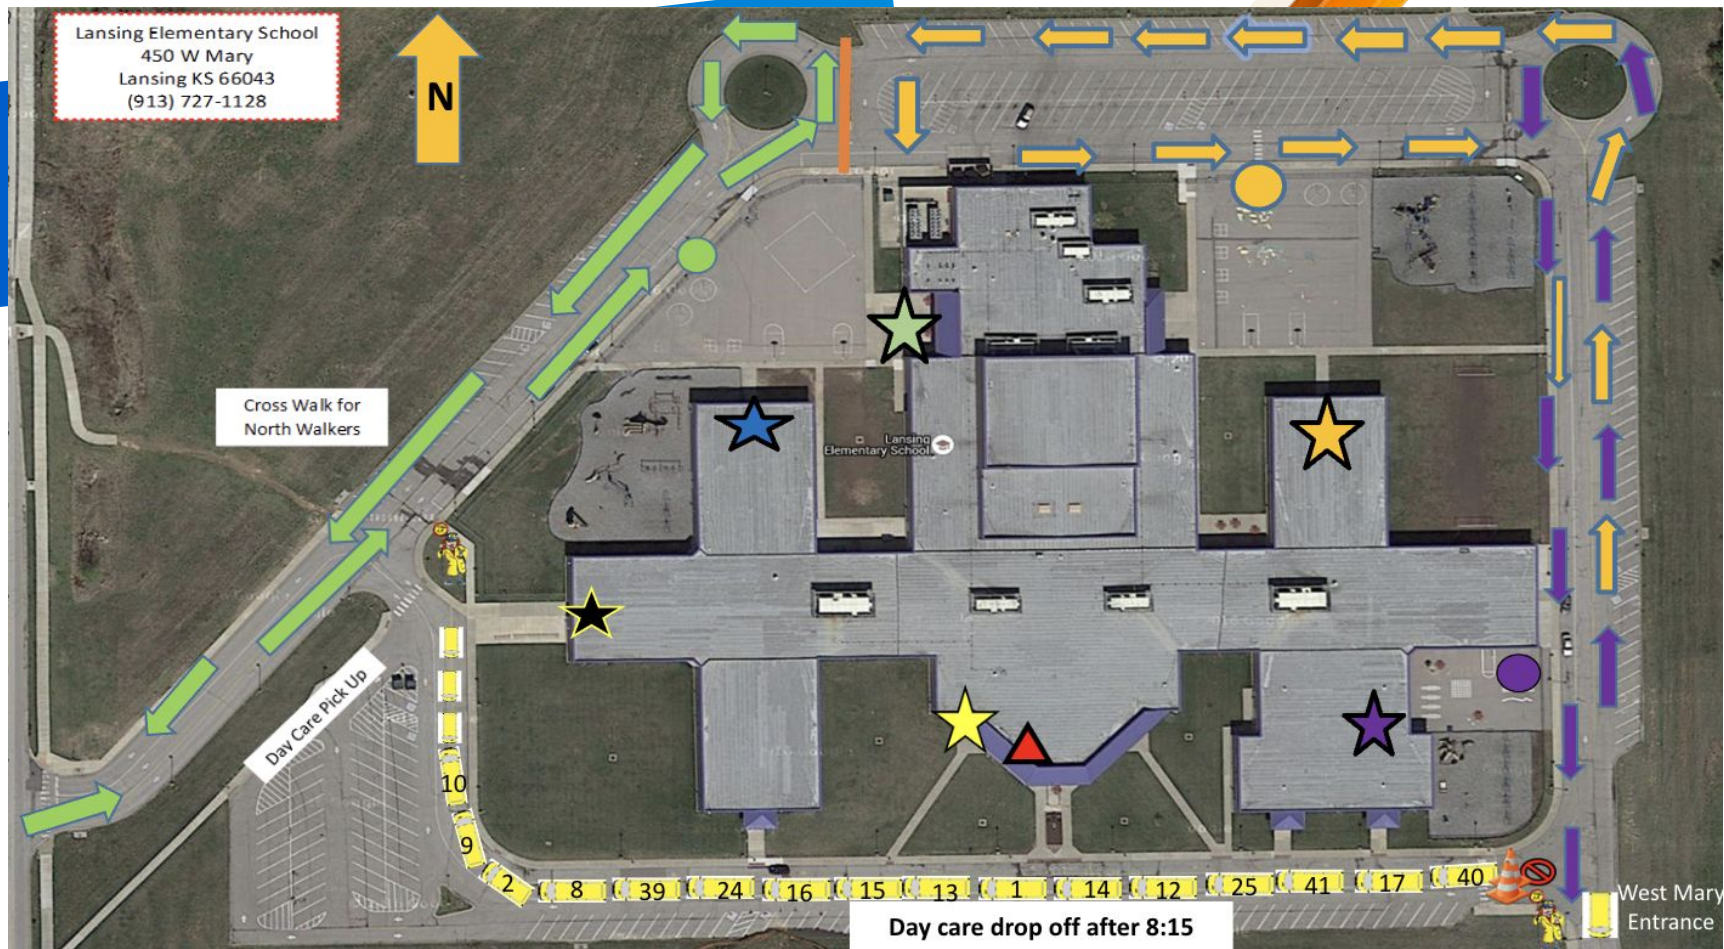 Lansing Elementary School
450 W Mary
Lansing KS 66043
(913) 727-1128
N
Cross Walk for
North Walkers
Lansing
Elementary School
Day Care Pick Up
10
9
2
8
39
24
16
15
13
1
14
12
25
41
17
40
West Mary
Entrance
Day care drop off after 8:15